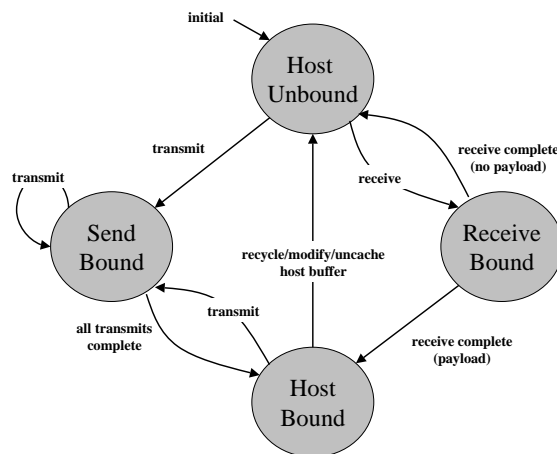 initial
Host
Unbound
transmit
receive complete
(no payload)
receive
transmit
Send
Bound
Receive
Bound
recycle/modify/uncache
host buffer
transmit
all transmits
complete
receive complete
(payload)
Host
Bound